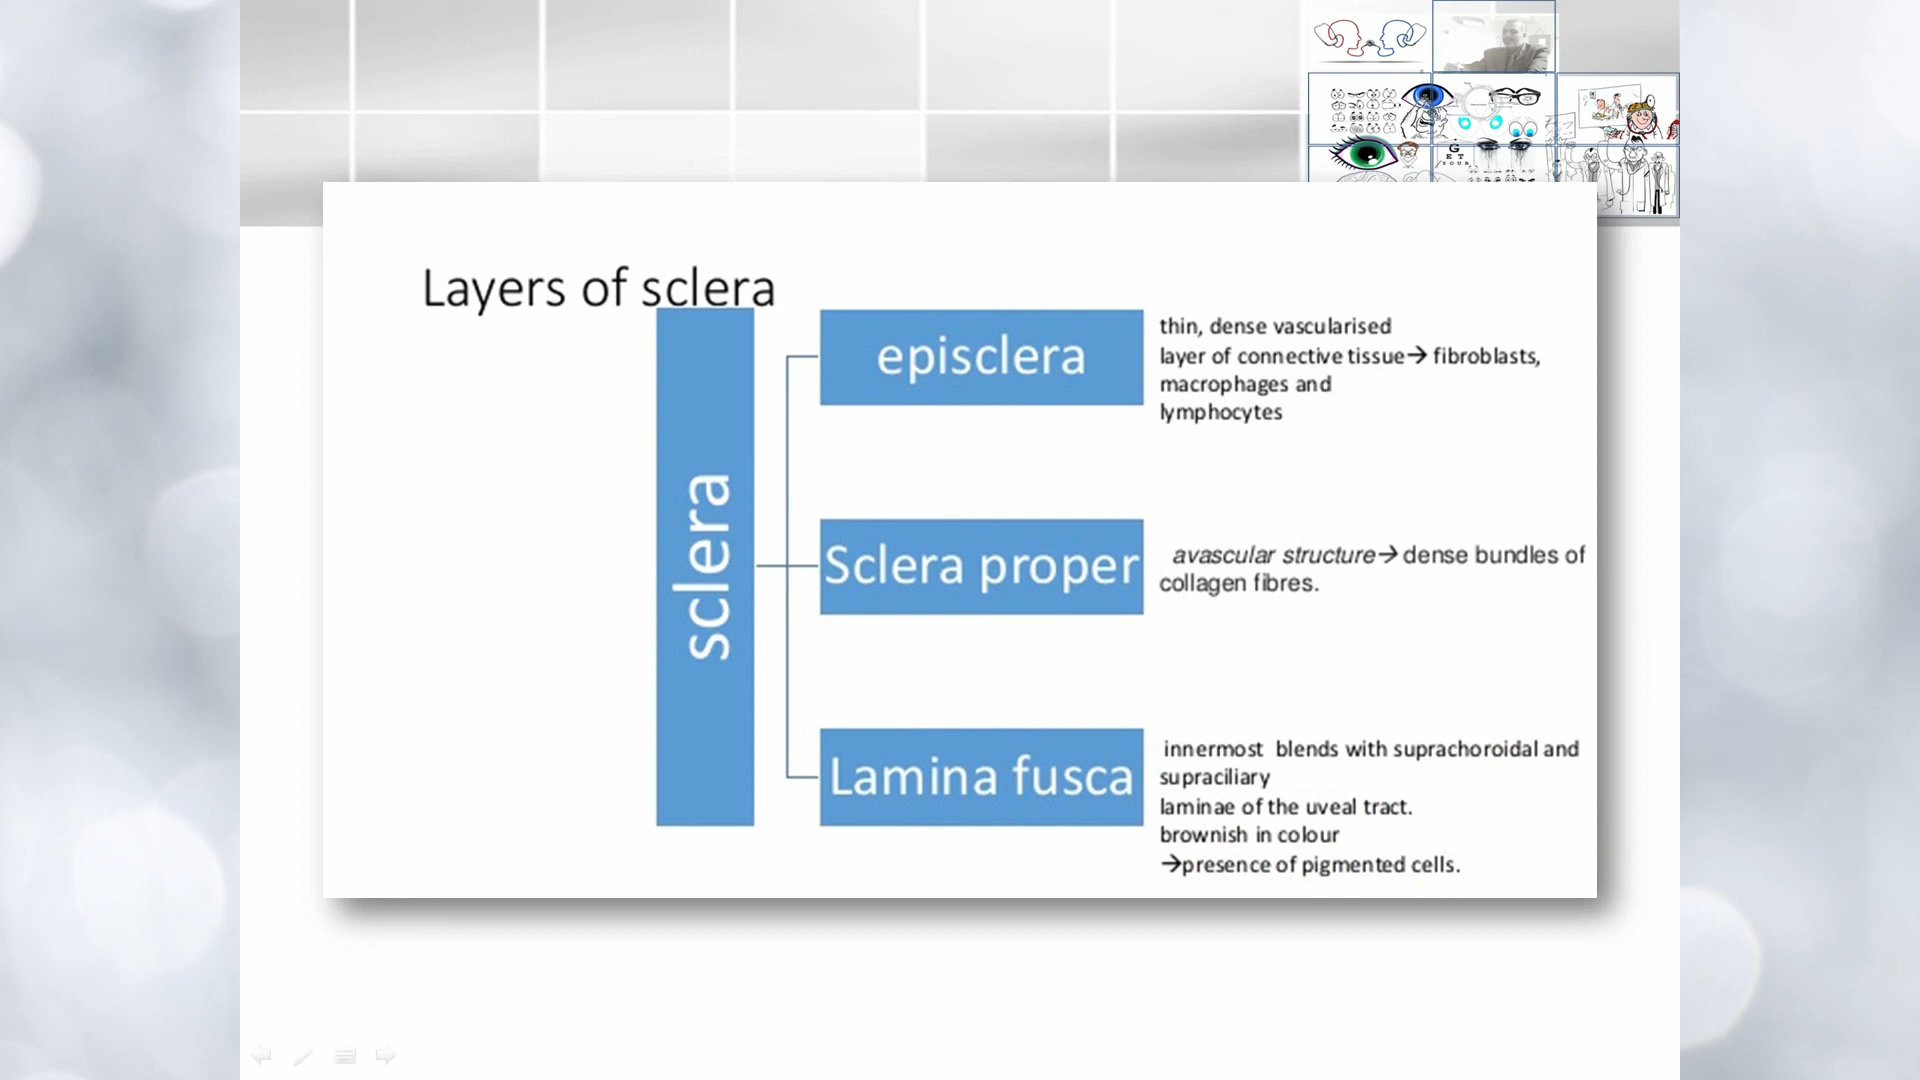 G
E T
Y O U R
Layers of sclera
sclera
episclera
thin, dense vascularised
layer of connective tissue→ fibroblasts,
macrophages and
lymphocytes
Sclera proper
avascular structure→ dense bundles of
collagen fibres.
Lamina fusca
innermost blends with suprachoroidal and
supraciliary
laminae of the uveal tract.
brownish in colour
→presence of pigmented cells.